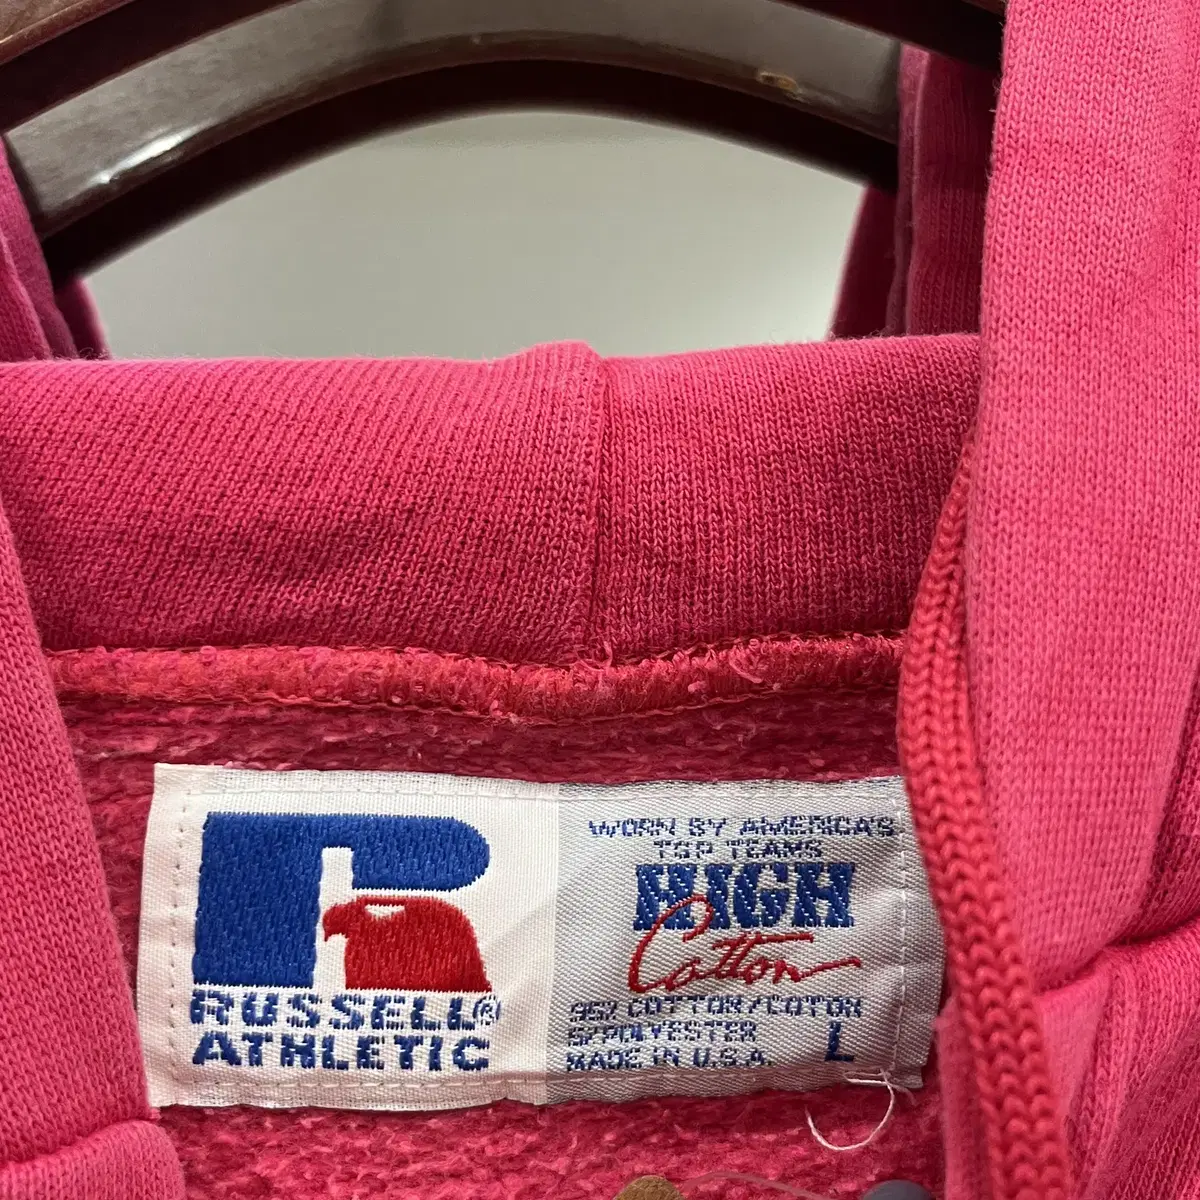 RUSSELL®
ATHLETIC
WORN BY AMERICA'S
TOP TEAMS
HIGH
Cotton
95% COTTON/COTON
5% POLYESTER
MADE IN U.S.A.
L